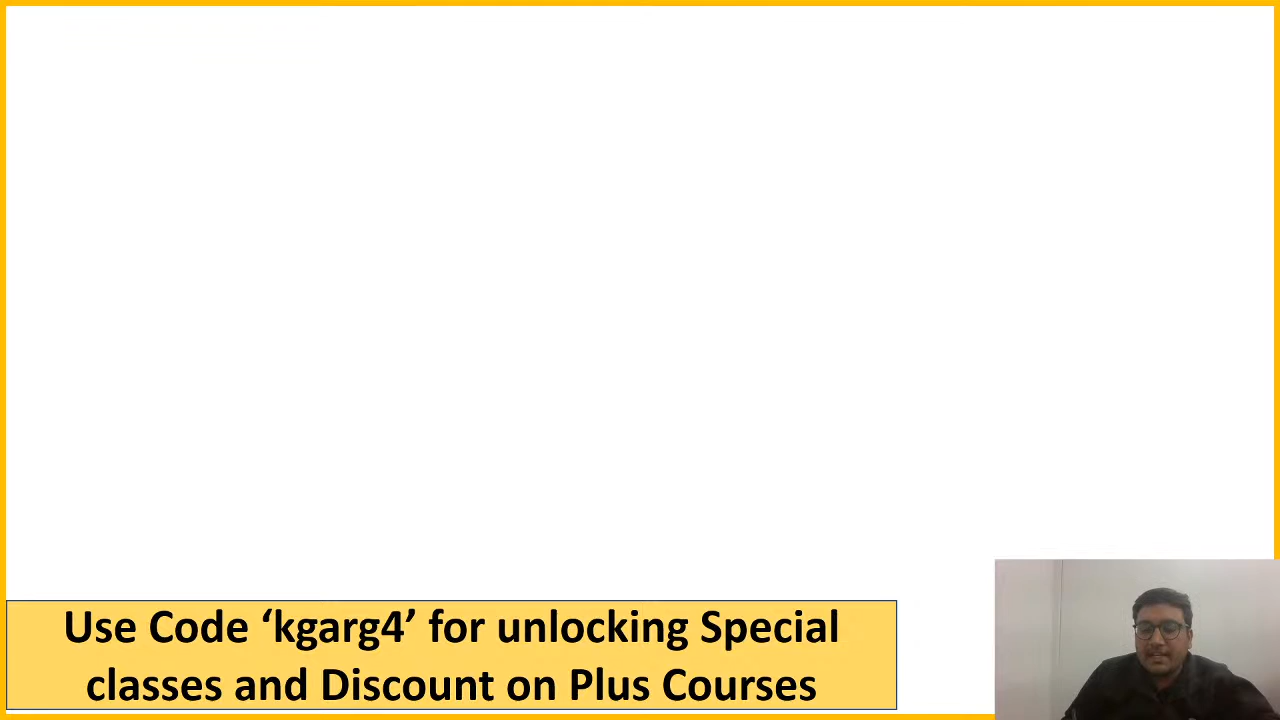 Use Code ‘kgarg4’ for unlocking Special
classes and Discount on Plus Courses